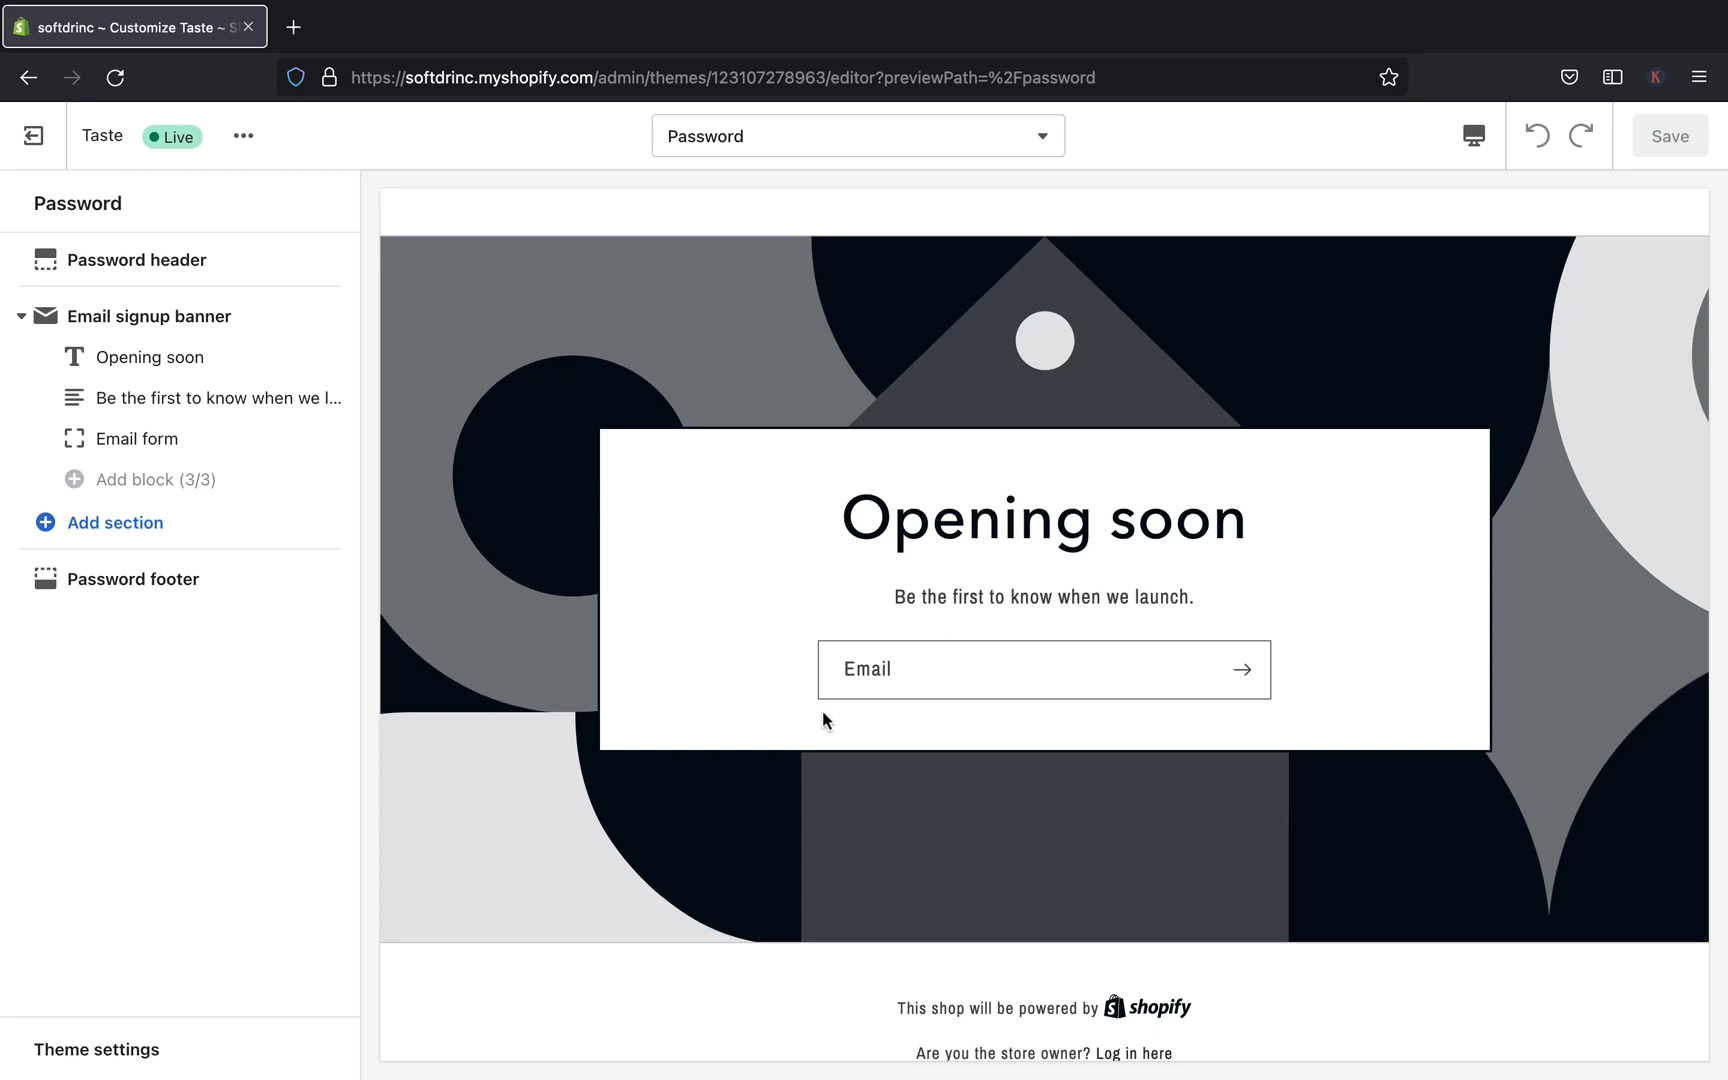 softdrinc ~ Customize Taste ~ S
https://softdrinc.myshopify.com/admin/themes/123107278963/editor?previewPath=%2Fpassword
K
Taste
Live
Password
Save
Password
Password header
Email signup banner
Opening soon
Be the first to know when we l...
Email form
Add block (3/3)
Add section
Password footer
Theme settings
Opening soon
Be the first to know when we launch.
Email
This shop will be powered by shopify
Are you the store owner? Log in here